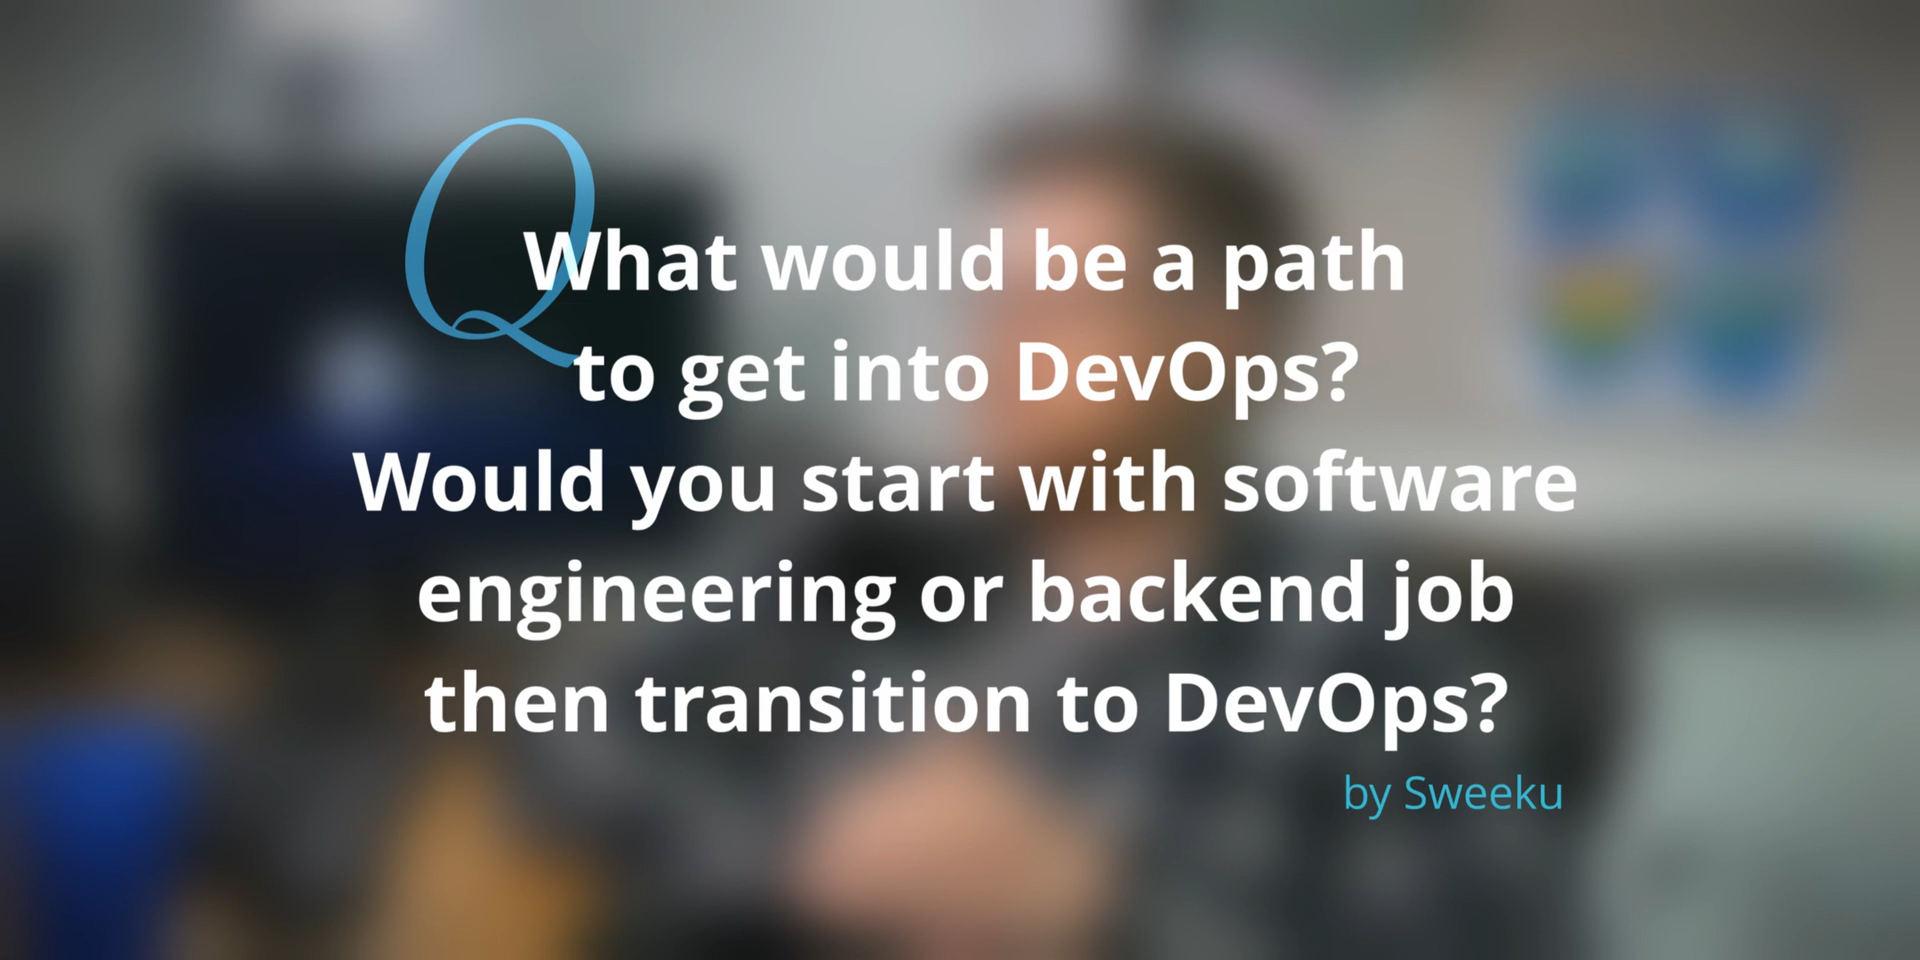 Q
What would be a path
to get into DevOps?
Would you start with software
engineering or backend job
then transition to DevOps?
by Sweeku